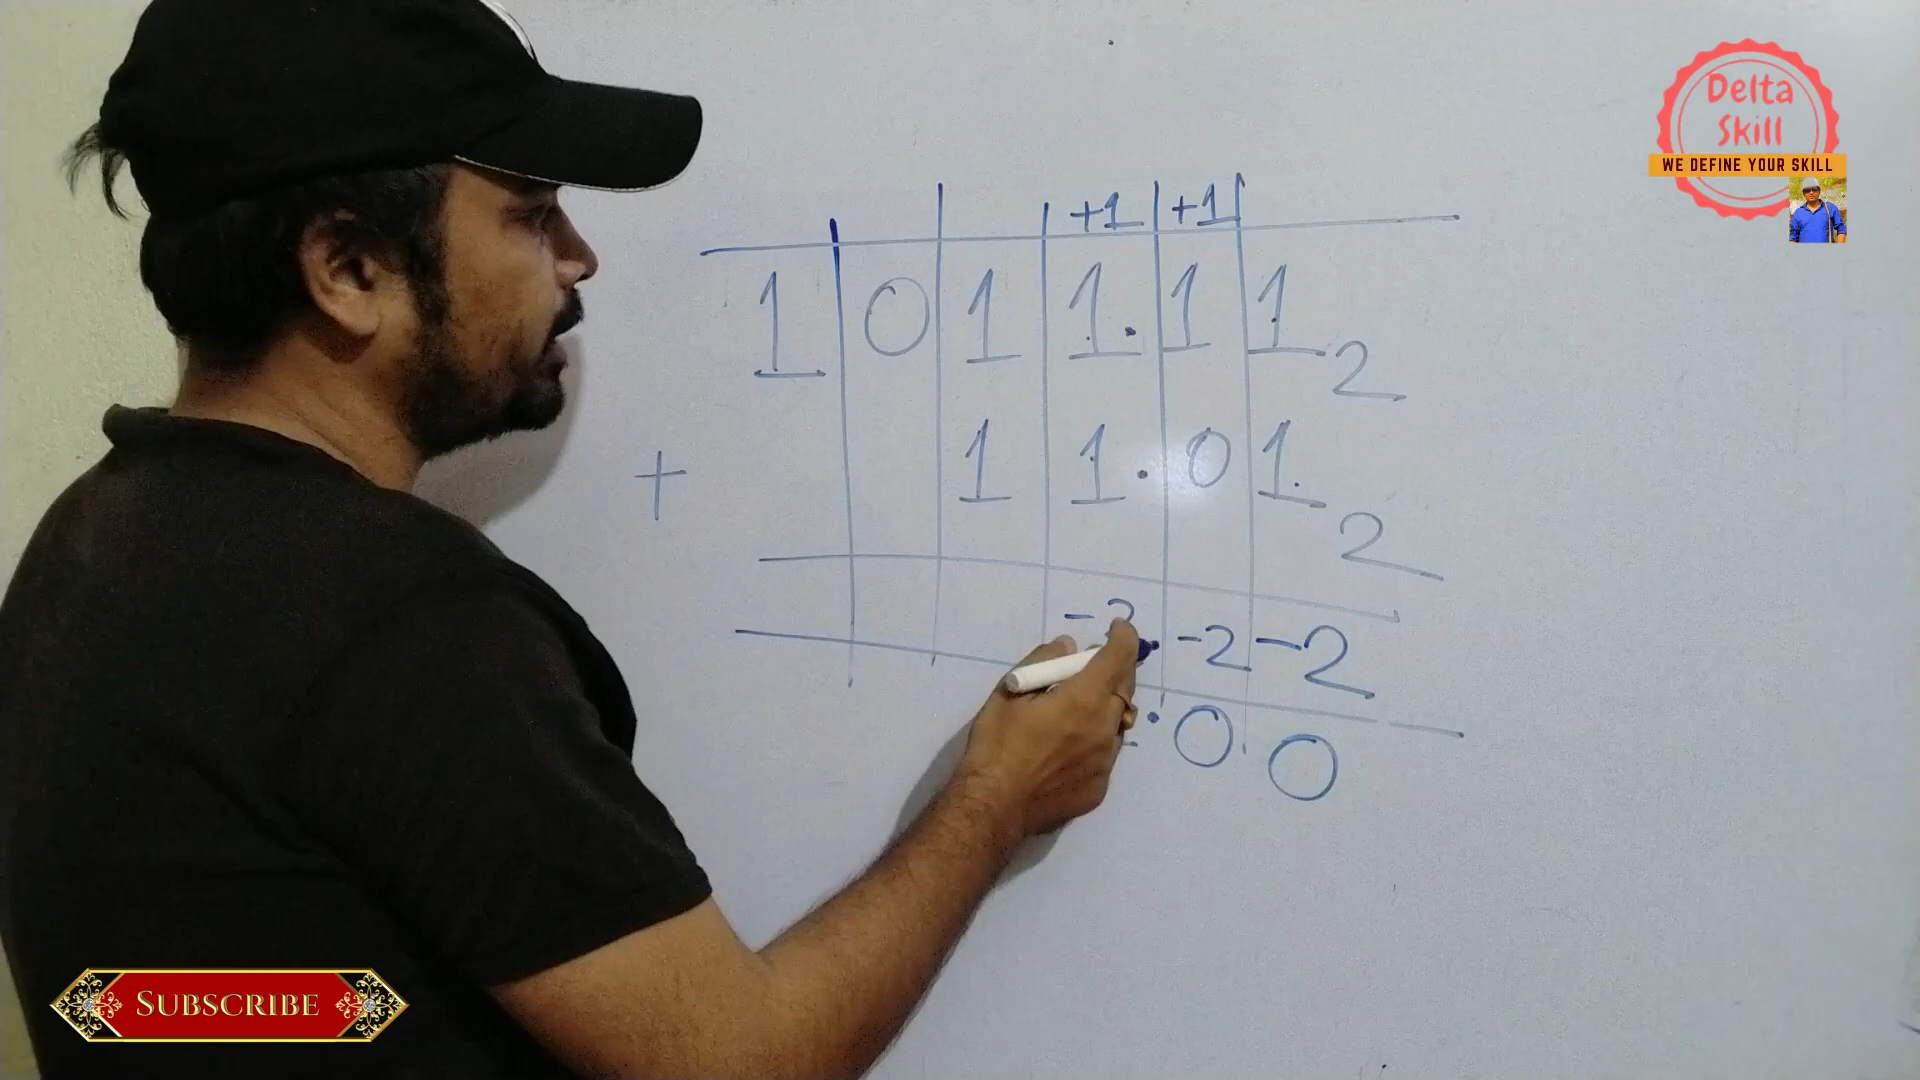 Delta
Skill
WE DEFINE YOUR SKILL
+1 +1
1 0 1 1.1 1 2
+ 1 1.0 1 2
-2 -2 -2
.0 0
SUBSCRIBE